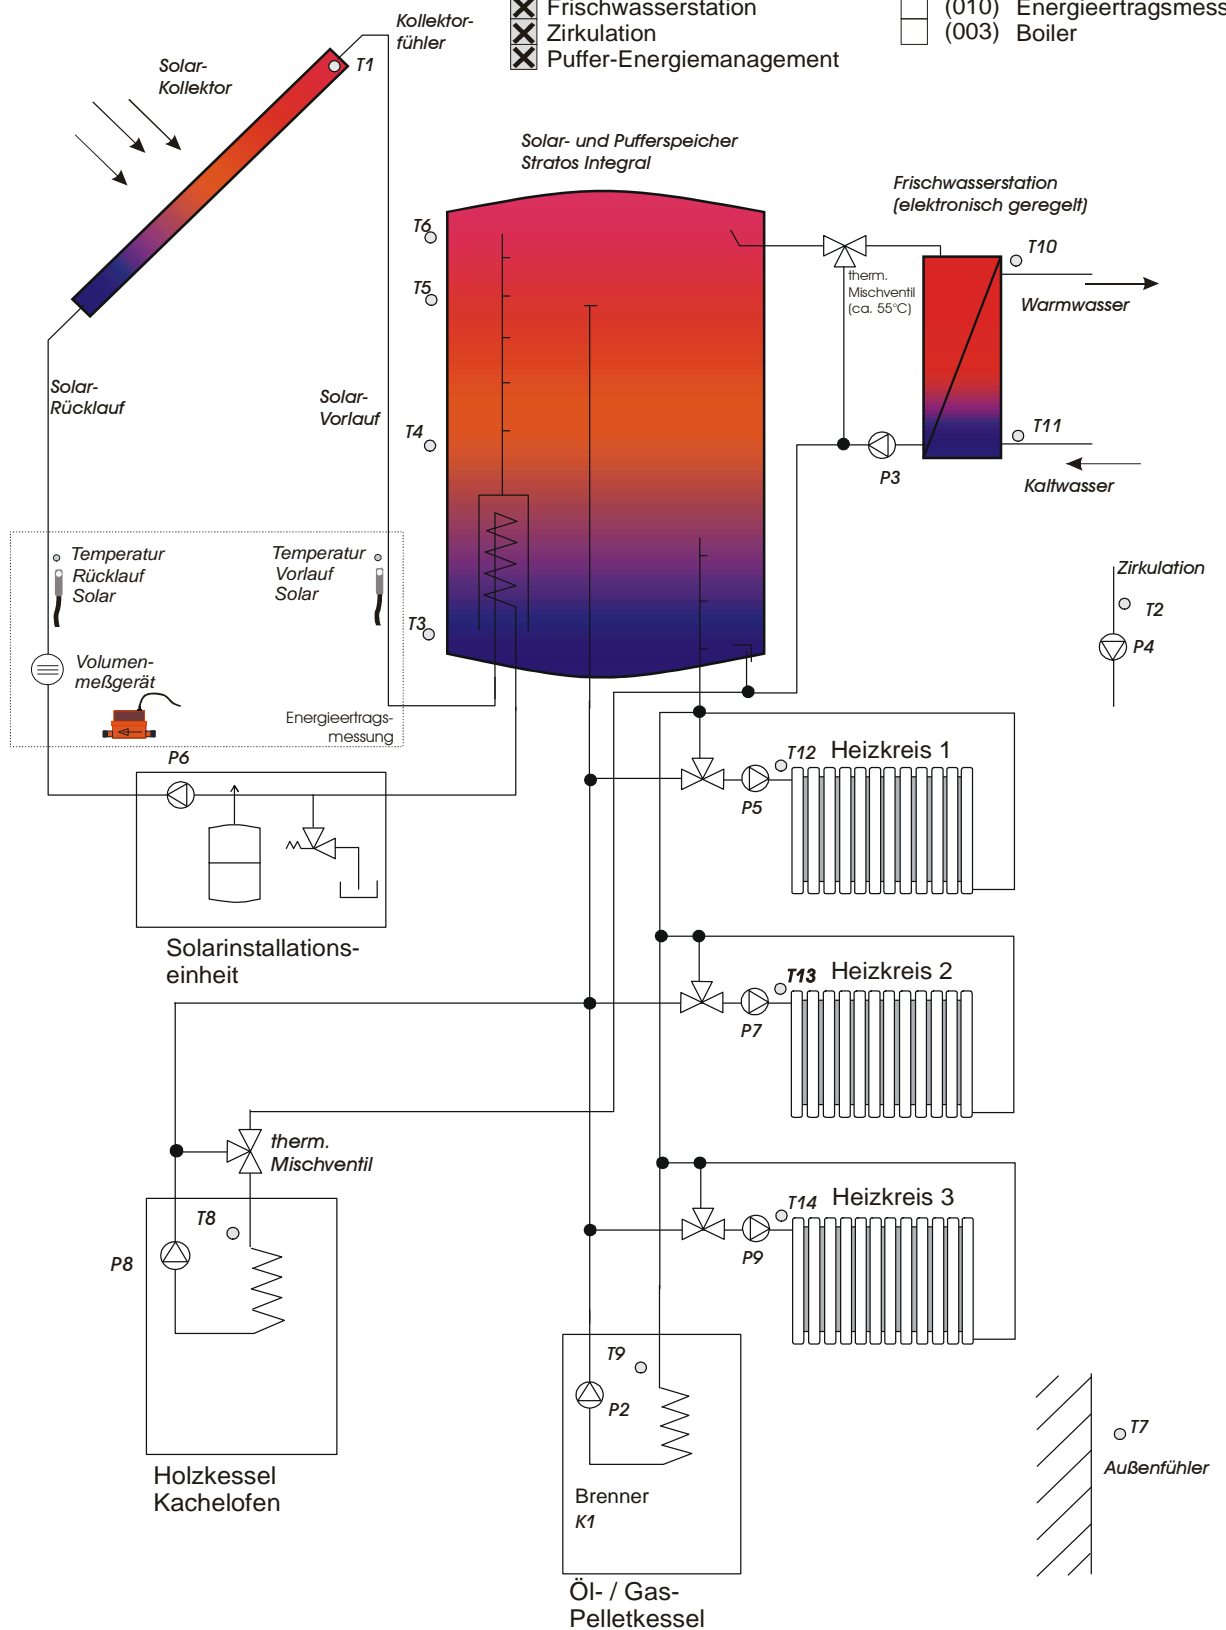 Frischwasserstation
Zirkulation
Puffer-Energiemanagement
(010) Energieertragsmess
(003) Boiler
Kollektor-
fühler
T1
Solar-
Kollektor
Solar- und Pufferspeicher
Stratos Integral
Frischwasserstation
(elektronisch geregelt)
T6
T5
T4
T3
T10
therm.
Mischventil
(ca. 55°C)
Warmwasser
T11
P3
Kaltwasser
Solar-
Rücklauf
Solar-
Vorlauf
Temperatur
Rücklauf
Solar
Temperatur
Vorlauf
Solar
Volumen-
meßgerät
Energieertrags-
messung
Zirkulation
T2
P4
P6
Solarinstallations-
einheit
T12 Heizkreis 1
P5
T13 Heizkreis 2
P7
therm.
Mischventil
T14 Heizkreis 3
P9
T8
P8
Holzkessel
Kachelofen
T9
P2
Brenner
K1
Öl- / Gas-
Pelletkessel
T7
Außenfühler